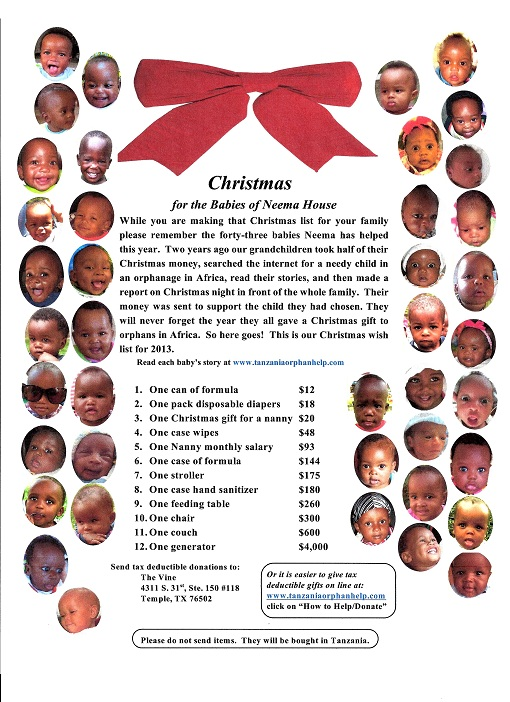 Christmas
for the Babies of Neema House
While you are making that Christmas list for your family
please remember the forty-three babies Neema has helped
this year. Two years ago our grandchildren took half of their
Christmas money, searched the internet for a needy child in
an orphanage in Africa, read their stories, and then made a
report on Christmas night in front of the whole family. Their
money was sent to support the child they had chosen. They
will never forget the year they all gave a Christmas gift to
orphans in Africa. So here goes! This is our Christmas wish
list for 2013.
Read each baby's story at www.tanzaniaorphanhelp.com
1. One can of formula $12
2. One pack disposable diapers $18
3. One Christmas gift for a nanny $20
4. One case wipes $48
5. One Nanny monthly salary $93
6. One case of formula $144
7. One stroller $175
8. One case hand sanitizer $180
9. One feeding table $260
10. One chair $300
11. One couch $600
12. One generator $4,000
Send tax deductible donations to:
The Vine
4311 S. 31st, Ste. 150 #118
Temple, TX 76502
Or it is easier to give tax
deductible gifts on line at:
www.tanzaniaorphanhelp.com
click on "How to Help/Donate"
Please do not send items. They will be bought in Tanzania.